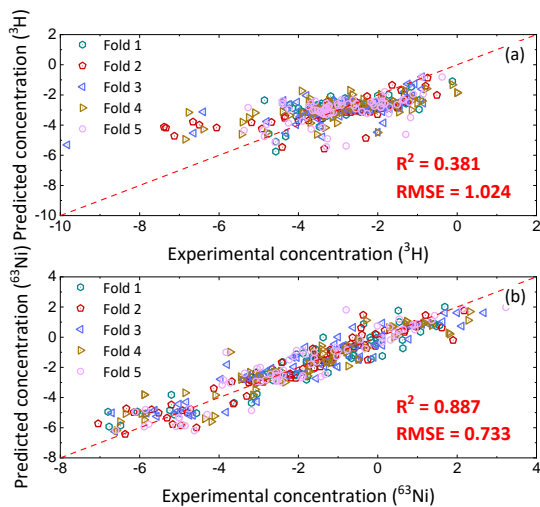 Predicted concentration (³H)
2
0
-2
-4
-6
-8
-10
Fold 1
Fold 2
Fold 3
Fold 4
Fold 5
(a)
R² = 0.381
RMSE = 1.024
-10 -8 -6 -4 -2 0 2
Experimental concentration (³H)
Predicted concentration (⁶³Ni)
4
2
0
-2
-4
-6
-8
Fold 1
Fold 2
Fold 3
Fold 4
Fold 5
(b)
R² = 0.887
RMSE = 0.733
-8 -6 -4 -2 0 2 4
Experimental concentration (⁶³Ni)